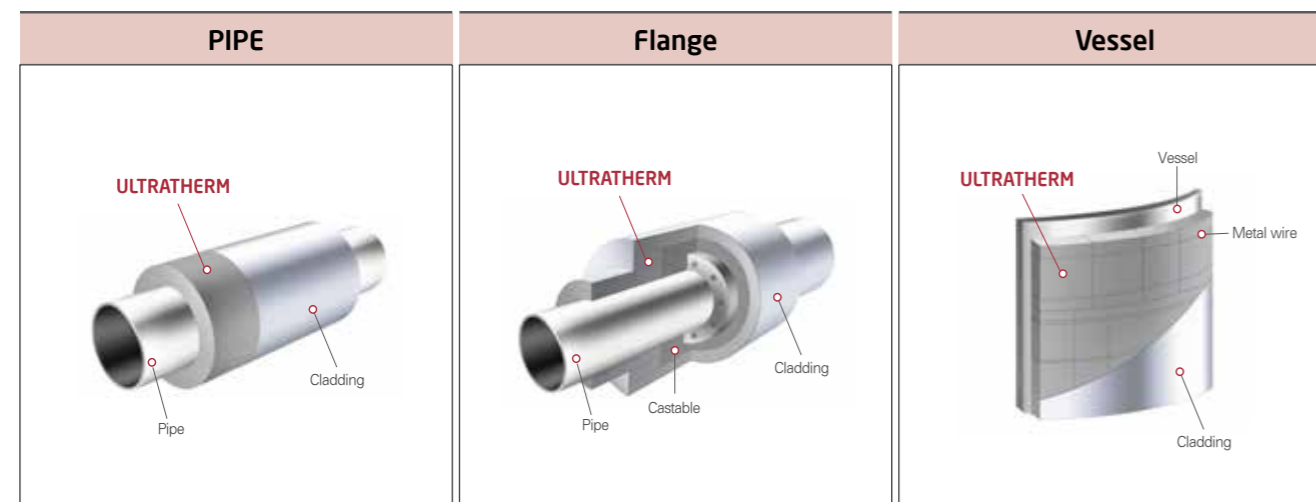 PIPE
ULTRATHERM
Cladding
Pipe
Flange
ULTRATHERM
Cladding
Castable
Pipe
Vessel
Vessel
ULTRATHERM
Metal wire
Cladding